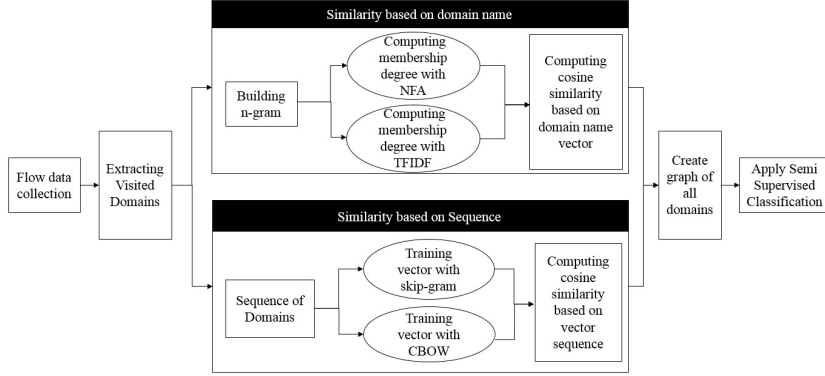 Flow data
collection
Extracting
Visited
Domains
Similarity based on domain name
Building
n-gram
Computing
membership
degree with
NFA
Computing
membership
degree with
TFIDF
Computing
cosine
similarity
based on
domain name
vector
Similarity based on Sequence
Sequence of
Domains
Training
vector with
skip-gram
Training
vector with
CBOW
Computing
cosine
similarity
based on
vector
sequence
Create
graph of
all
domains
Apply Semi
Supervised
Classification